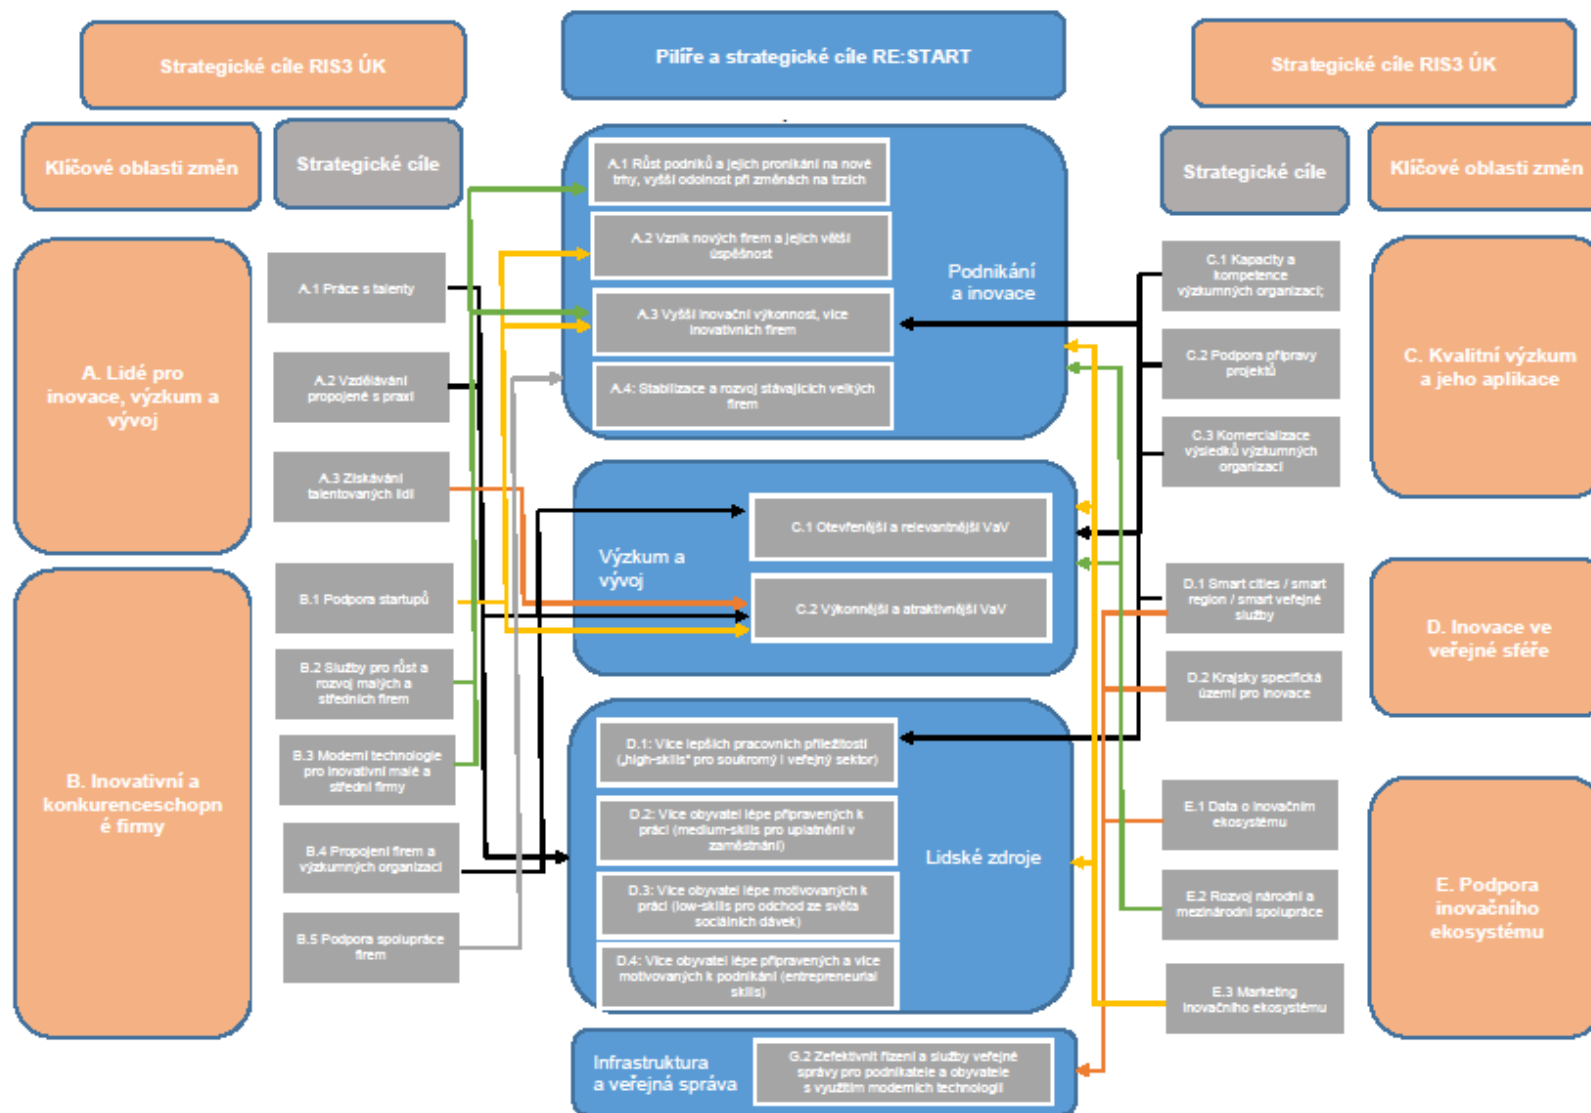 Strategické cíle RIS3 ÚK
Pilíře a strategické cíle RE:START
Strategické cíle RIS3 ÚK
Klíčové oblasti změn
Strategické cíle
A. Lidé pro
inovace, výzkum a
vývoj
B. Inovativní a
konkurenceschopn
é firmy
A.1 Práce s talenty
A.2 Vzdělávání
propojené s praxí
A.3 Získávání
talentovaných lidí
B.1 Podpora startupů
B.2 Služby pro růst a
rozvoj malých a
středních firem
B.3 Moderní technologie
pro inovativní malé a
střední firmy
B.4 Propojení firem a
výzkumných organizací
B.5 Podpora spolupráce
firem
A.1 Růst podniků a jejich pronikání na nové
trhy, vyšší odolnost při změnách na trzích
A.2 Vznik nových firem a jejich větší
úspěšnost
A.3 Vyšší inovační výkonnost, více
inovativních firem
A.4: Stabilizace a rozvoj stávajících velkých
firem
Podnikání
a inovace
Výzkum a
vývoj
C.1 Otevřenější a relevantnější VaV
C.2 Výkonnější a atraktivnější VaV
D.1: Více lepších pracovních příležitostí
(„high-skills“ pro soukromý i veřejný sektor)
D.2: Více obyvatel lépe připravených k
práci (medium-skills pro uplatnění v
zaměstnání)
D.3: Více obyvatel lépe motivovaných k
práci (low-skills pro odchod ze světa
sociálních dávek)
D.4: Více obyvatel lépe připravených a více
motivovaných k podnikání (entrepreneurial
skills)
Lidské zdroje
Infrastruktura
a veřejná správa
G.2 Zefektivnit řízení a služby veřejné
správy pro podnikatele a obyvatele
s využitím moderních technologií
Strategické cíle
Klíčové oblasti změn
C.1 Kapacity a
kompetence
výzkumných organizací;
C.2 Podpora přípravy
projektů
C.3 Komercializace
výsledků výzkumných
organizací
D.1 Smart cities / smart
region / smart veřejné
služby
D.2 Krajsky specifická
území pro inovace
E.1 Data o inovačním
ekosystému
E.2 Rozvoj národní a
mezinárodní spolupráce
E.3 Marketing
inovačního ekosystému
C. Kvalitní výzkum
a jeho aplikace
D. Inovace ve
veřejné sféře
E. Podpora
inovačního
ekosystému